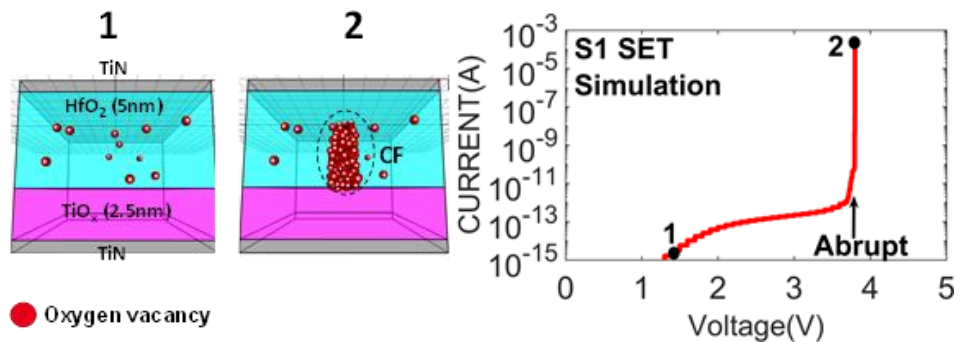 1
2
TiN
HfO₂ (5nm)
TiOₓ (2.5nm)
TiN
CF
Oxygen vacancy
S1 SET
Simulation
2
1
Abrupt
CURRENT(A)
10⁻³
10⁻⁵
10⁻⁷
10⁻⁹
10⁻¹¹
10⁻¹³
10⁻¹⁵
0 1 2 3 4 5
Voltage(V)